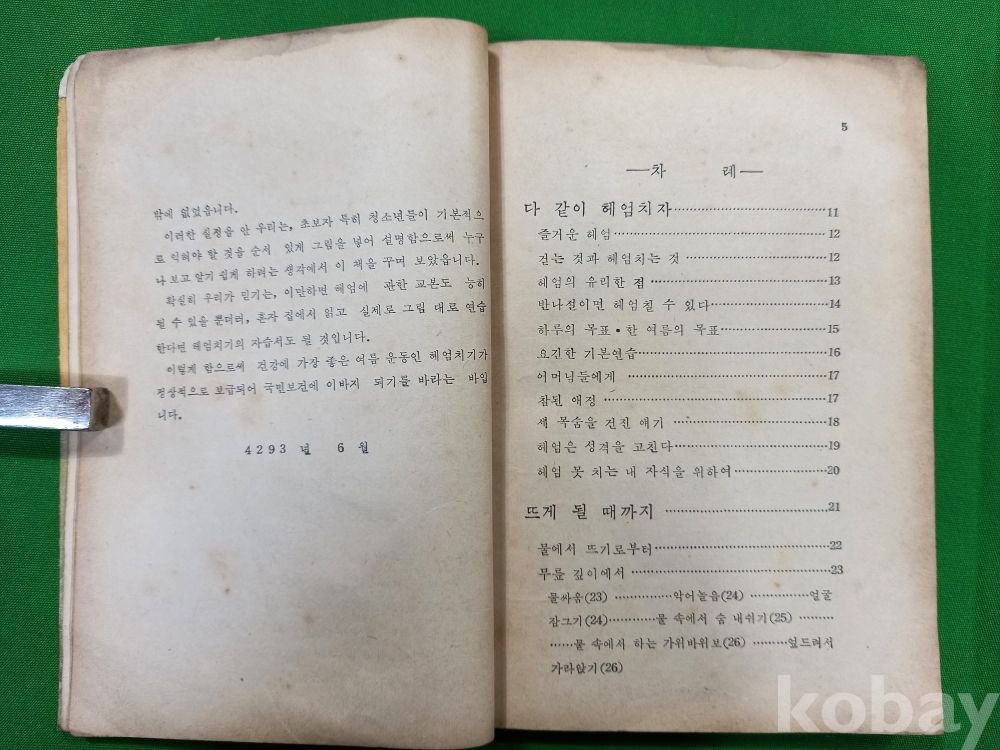 밖에 없었읍니다.
이러한 실정을 안 우리는, 초보자 특히 청소년들이 기본적으
로 익혀야 할 것을 순서 있게 그림을 넣어 설명함으로써 누구
나 보고 알기 쉽게 하려는 생각에서 이 책을 꾸며 보았읍니다.
확실히 우리가 믿기는, 이만하면 헤엄에 관한 교본도 능히
될 수 있을 뿐더러, 혼자 집에서 읽고 실제로 그림 대로 연습
한다면 헤엄치기의 자습서도 될 것입니다.
이렇게 함으로써 건강에 가장 좋은 여름 운동인 헤엄치기가
정상적으로 보급되어 국민보건에 이바지 되기를 바라는 바입
니다.
4293 년 6 월
5
—차 례—
다 같이 헤엄치자……………………11
즐거운 헤엄……………………12
걷는 것과 헤엄치는 것 ……………………12
헤엄의 유리한 점……………………13
반나절이면 헤엄칠 수 있다……………………14
하루의 목표·한 여름의 목표……………………15
요긴한 기본연습……………………16
어머님들에게 ……………………17
참된 애정 ……………………17
세 목숨을 건진 얘기 ……………………18
헤엄은 성격을 고친다……………………19
헤엄 못 치는 내 자식을 위하여……………………20
뜨게 될 때까지 ……………………21
물에서 뜨기로부터……………………22
무릎 깊이에서 ……………………23
물싸움(23) ……………악어놀음(24) ……………얼굴
잠그기(24)…………물 속에서 숨 내쉬기(25) ………
……물 속에서 하는 가위바위보(26) ………엎드려서
가라앉기(26)
kobay